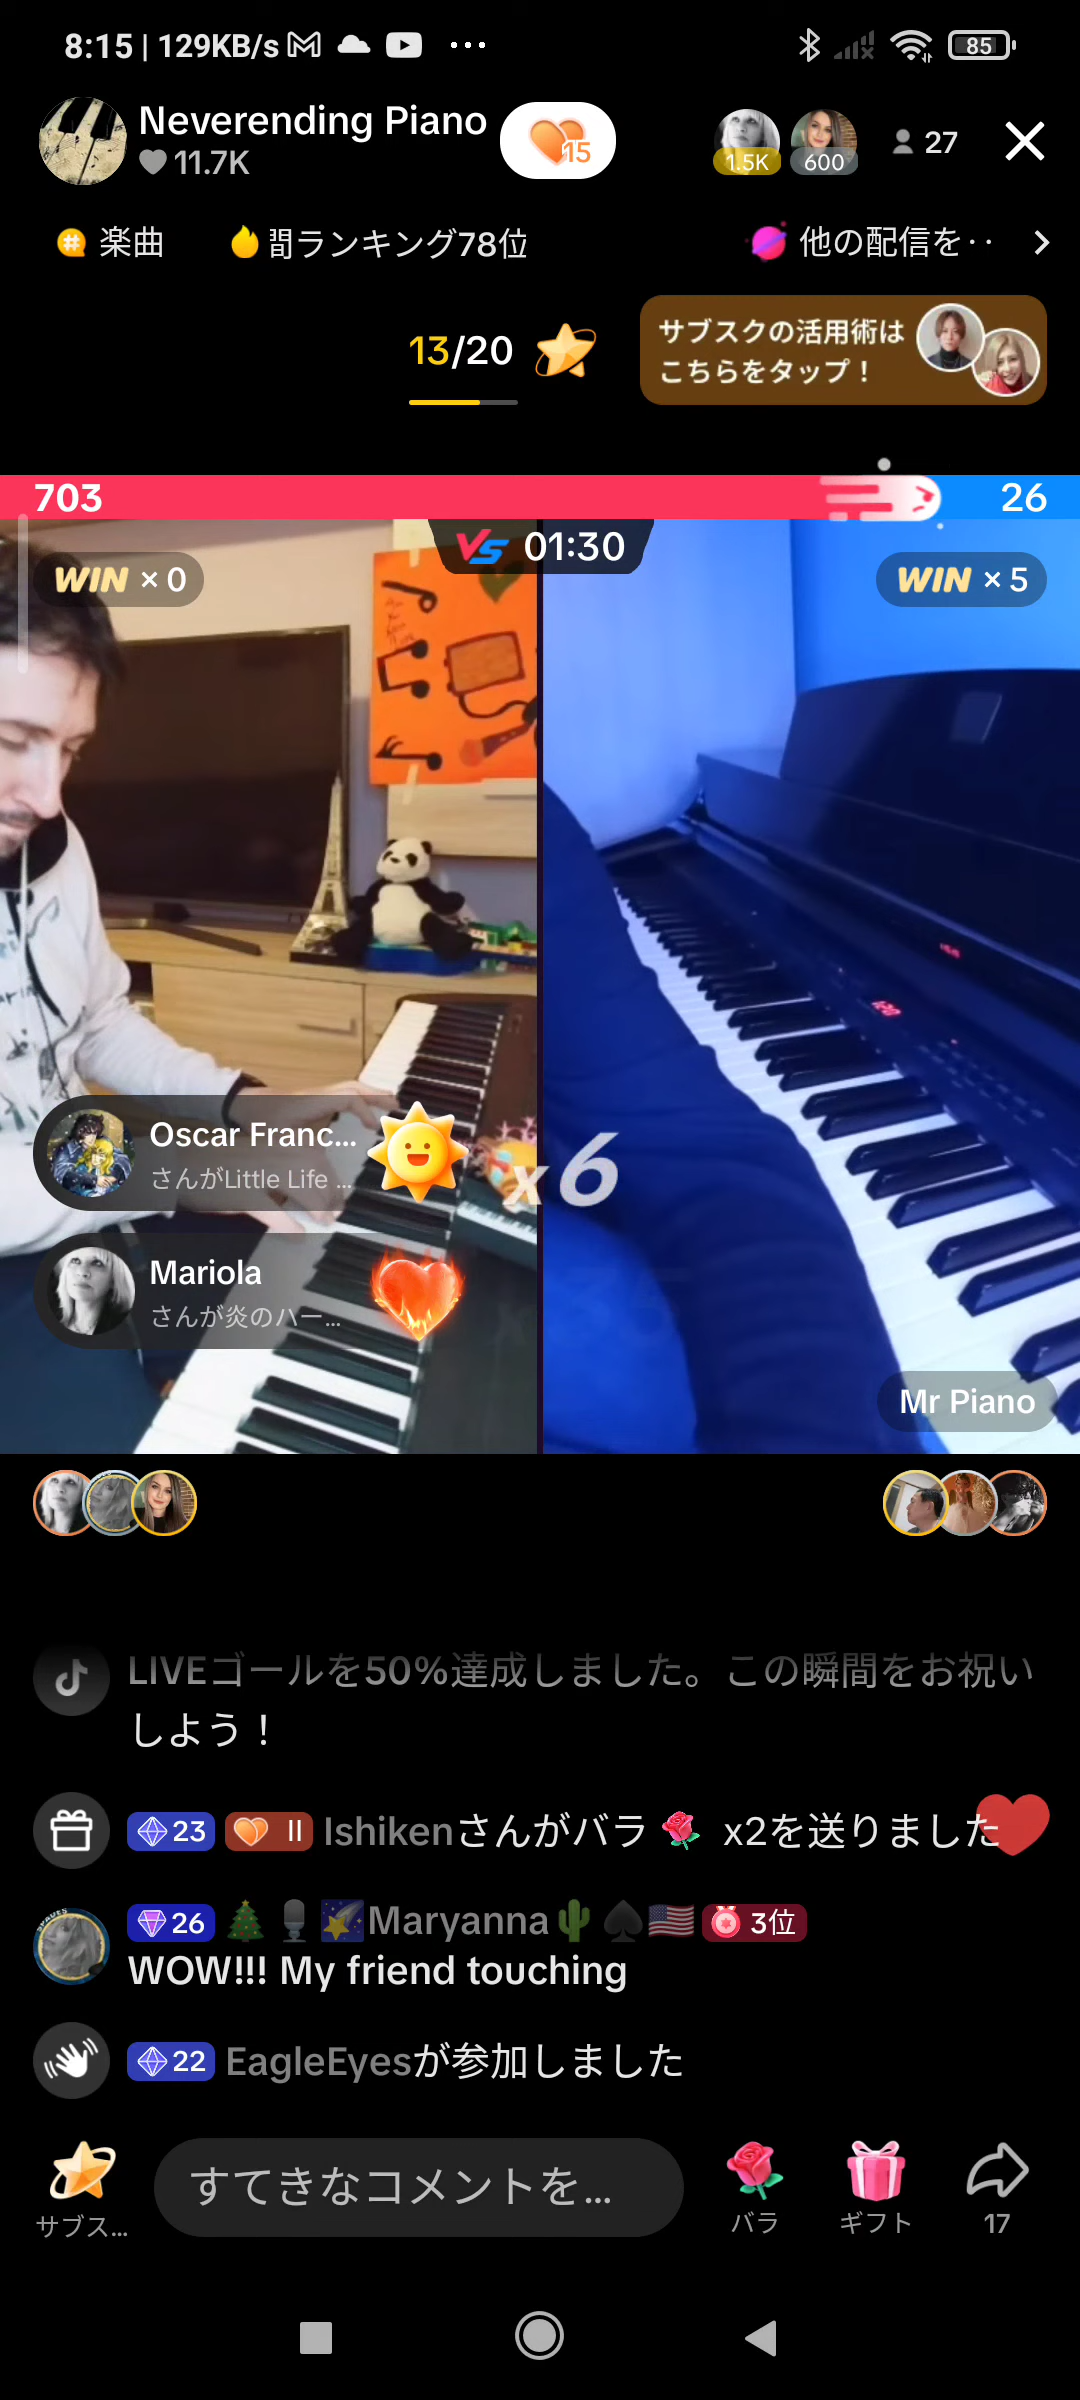 8:15 | 129KB/s
85
Neverending Piano
11.7K
15
1.5K
600
27
楽曲
間ランキング78位
他の配信を‥
13/20
サブスクの活用術は
こちらをタップ！
703
26
VS 01:30
WIN × 0
WIN × 5
Oscar Franc...
さんがLittle Life ...
x6
Mariola
さんが炎のハー...
Mr Piano
LIVEゴールを50%達成しました。この瞬間をお祝い
しよう！
23 II Ishikenさんがバラ x2を送りました
26 Maryanna 3位
WOW!!! My friend touching
22 EagleEyesが参加しました
サブス...
すてきなコメントを...
バラ
ギフト
17